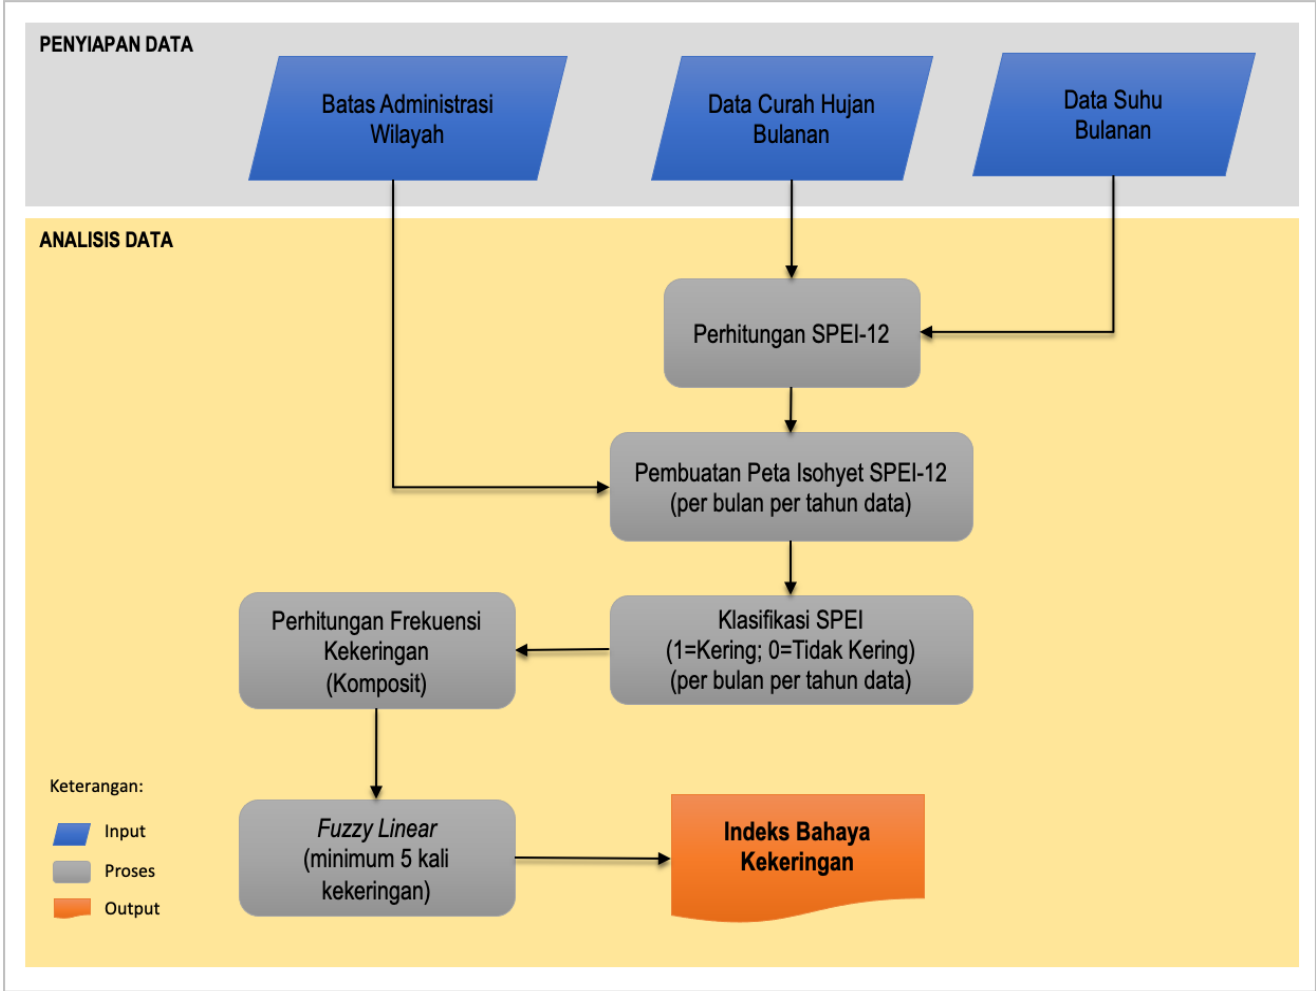 PENYIAPAN DATA
Batas Administrasi
Wilayah
Data Curah Hujan
Bulanan
Data Suhu
Bulanan
ANALISIS DATA
Perhitungan SPEI-12
Pembuatan Peta Isohyet SPEI-12
(per bulan per tahun data)
Klasifikasi SPEI
(1=Kering; 0=Tidak Kering)
(per bulan per tahun data)
Perhitungan Frekuensi
Kekeringan
(Komposit)
Fuzzy Linear
(minimum 5 kali
kekeringan)
Indeks Bahaya
Kekeringan
Keterangan:
Input
Proses
Output